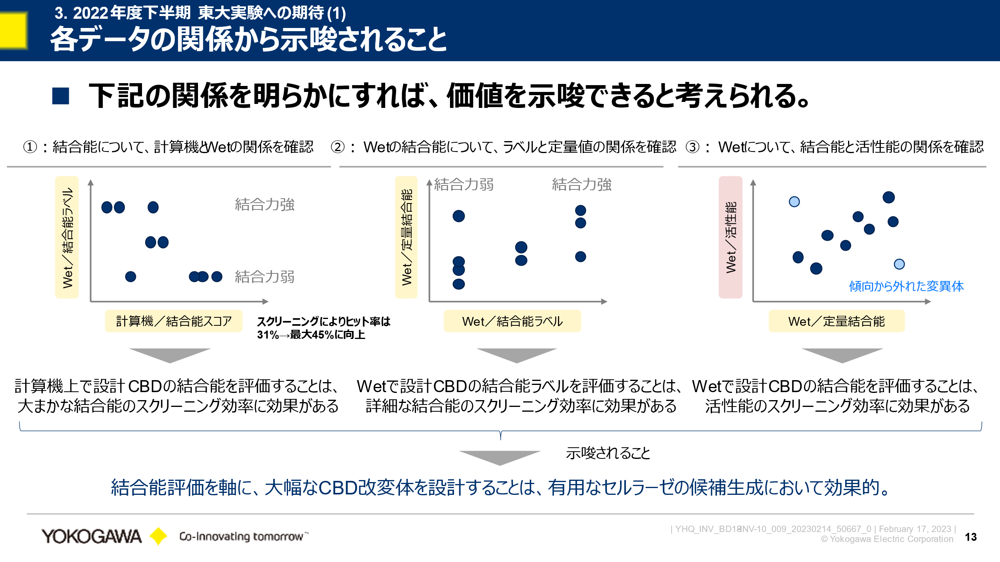 3. 2022年度下半期 東大実験への期待(1)
各データの関係から示唆されること
■ 下記の関係を明らかにすれば、価値を示唆できると考えられる。
①：結合能について、計算機とWetの関係を確認
Wet／結合能ラベル
結合力強
結合力弱
計算機／結合能スコア
スクリーニングによりヒット率は
31%→最大45%に向上
計算機上で設計CBDの結合能を評価することは、
大まかな結合能のスクリーニング効率に効果がある
②： Wetの結合能について、ラベルと定量値の関係を確認
Wet／定量結合能
結合力弱
結合力強
Wet／結合能ラベル
Wetで設計CBDの結合能ラベルを評価することは、
詳細な結合能のスクリーニング効率に効果がある
③： Wetについて、結合能と活性能の関係を確認
Wet／活性能
傾向から外れた変異体
Wet／定量結合能
Wetで設計CBDの結合能を評価することは、
活性能のスクリーニング効率に効果がある
示唆されること
結合能評価を軸に、大幅なCBD改変体を設計することは、有用なセルラーゼの候補生成において効果的。
YOKOGAWA Co-innovating tomorrow™
INV-10_009_20230214_50667_0 | February 17, 2023 |
© Yokogawa Electric Corporation
13